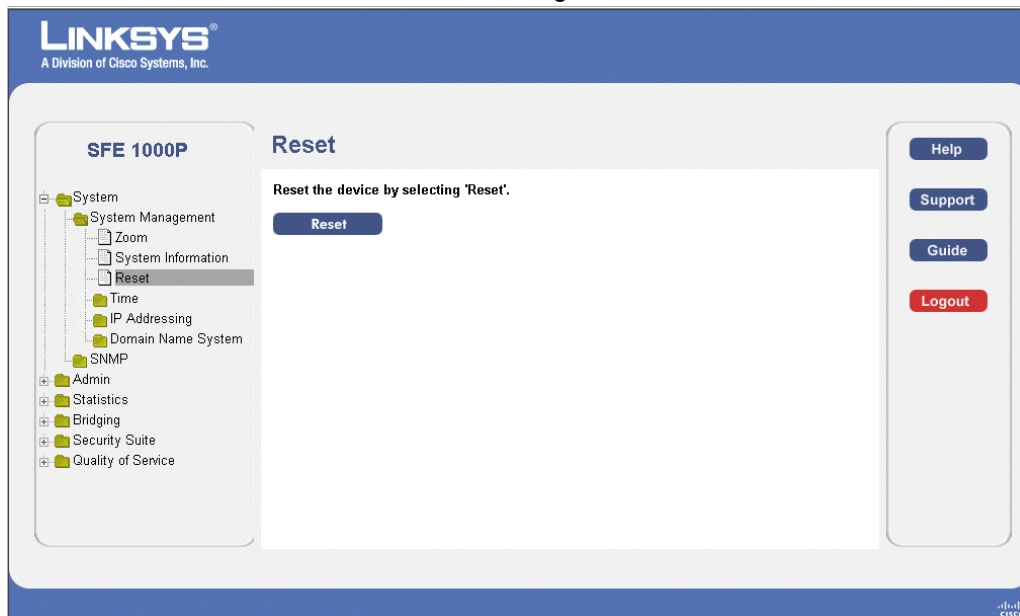 LINKSYS®
A Division of Cisco Systems, Inc.
SFE 1000P
System
System Management
Zoom
System Information
Reset
Time
IP Addressing
Domain Name System
SNMP
Admin
Statistics
Bridging
Security Suite
Quality of Service
Reset
Reset the device by selecting 'Reset'.
Reset
Help
Support
Guide
Logout
CISCO